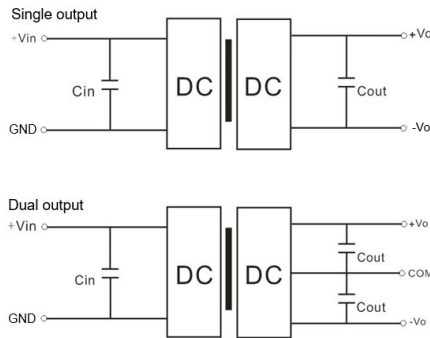 Single output
+Vin
+Vo
Cin
DC
DC
Cout
GND
-Vo
Dual output
+Vin
+Vo
Cin
DC
DC
Cout
COM
Cout
GND
-Vo